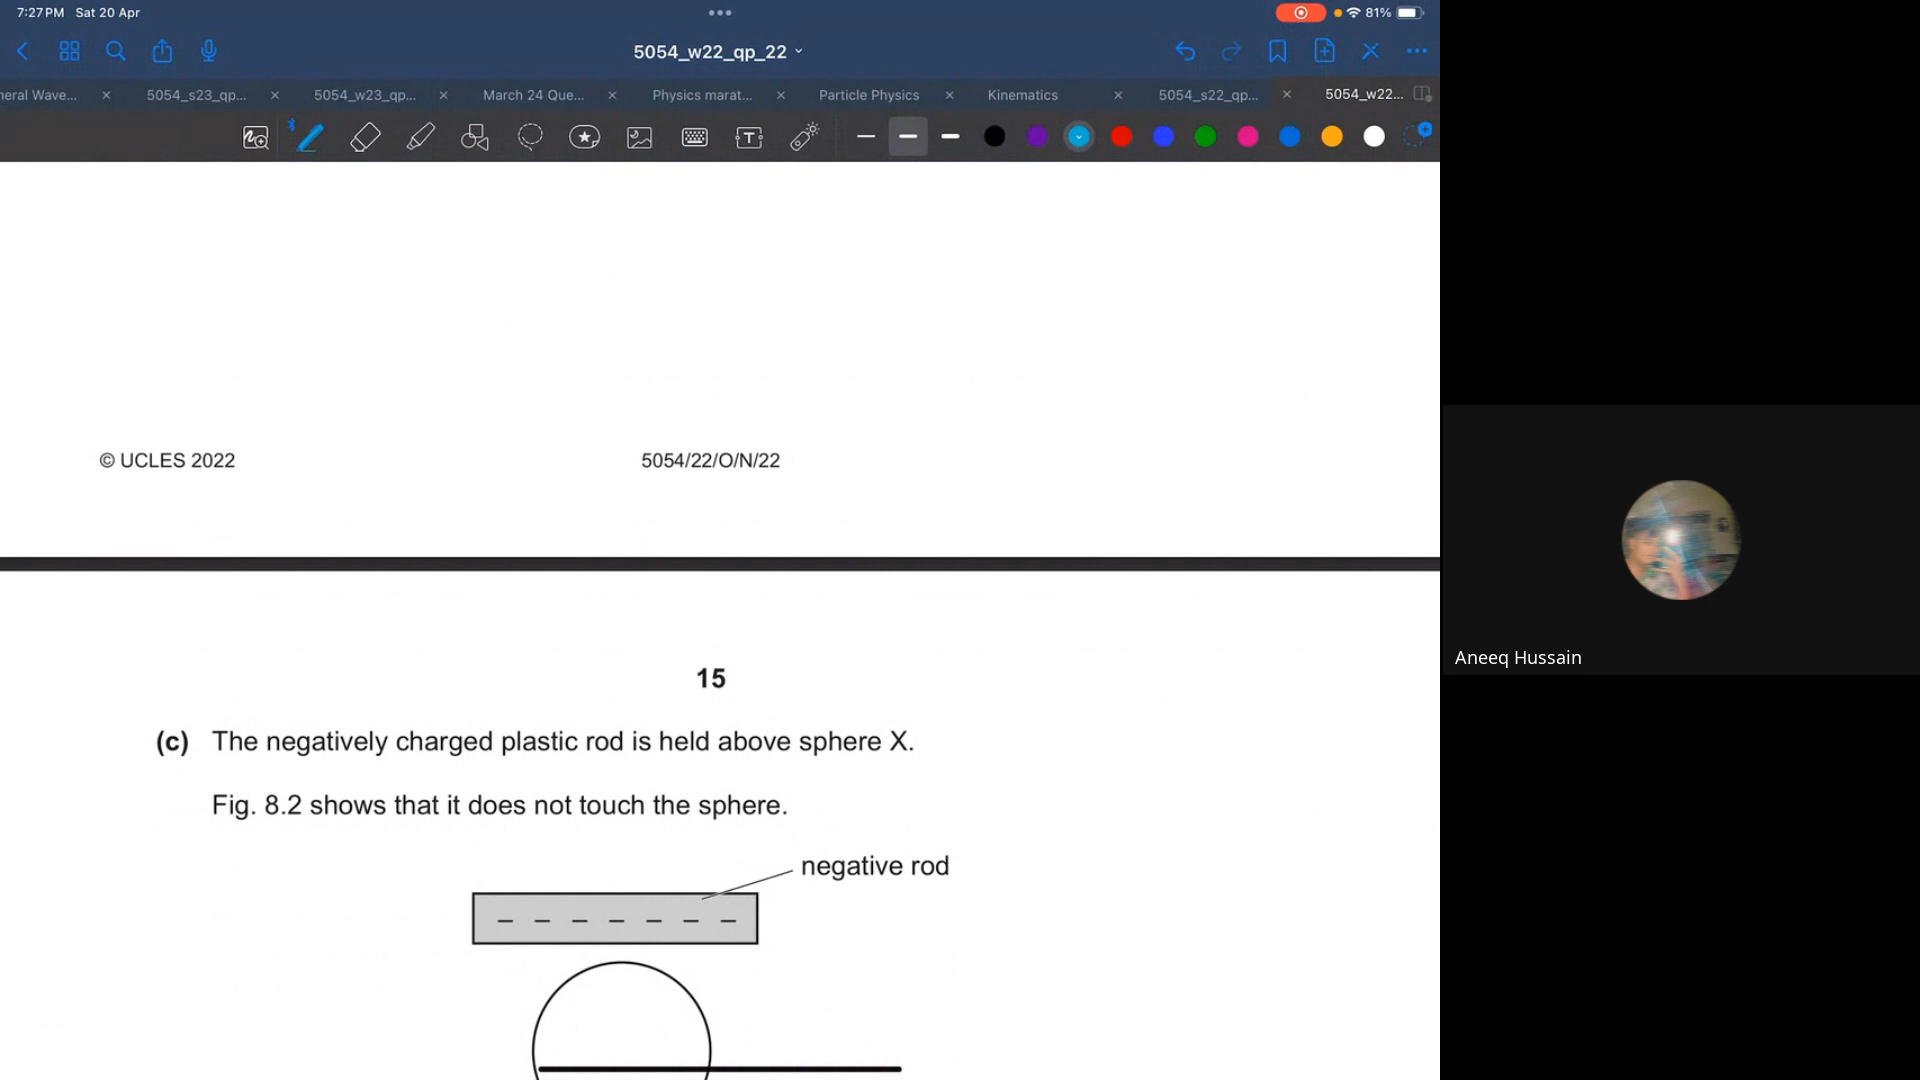 7:27 PM Sat 20 Apr
81%
5054_w22_qp_22
neral Wave...
5054_s23_qp...
5054_w23_qp...
March 24 Que...
Physics marat...
Particle Physics
Kinematics
5054_s22_qp...
5054_w22...
© UCLES 2022
5054/22/O/N/22
15
(c) The negatively charged plastic rod is held above sphere X.
Fig. 8.2 shows that it does not touch the sphere.
negative rod
Aneeq Hussain